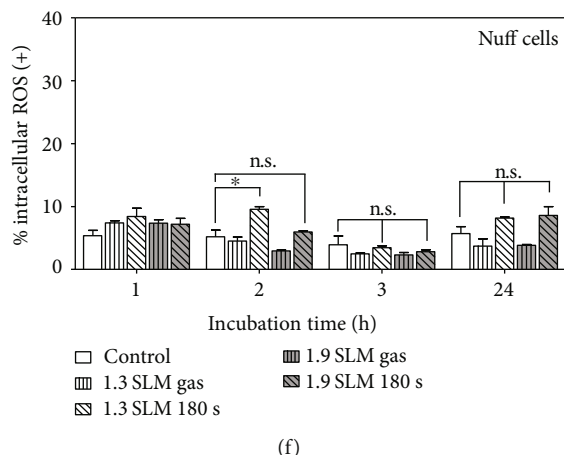 40
30
20
10
0
% intracellular ROS (+)
Nuff cells
n.s.
*
n.s.
n.s.
1 2 3 24
Incubation time (h)
Control
1.3 SLM gas
1.3 SLM 180 s
1.9 SLM gas
1.9 SLM 180 s
(f)